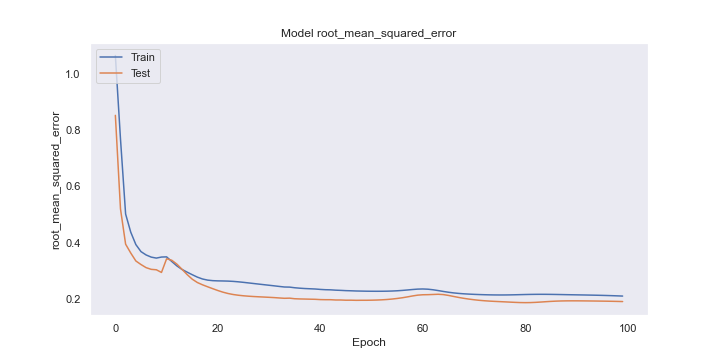 Model root_mean_squared_error
Train
Test
root_mean_squared_error
1.0
0.8
0.6
0.4
0.2
0 20 40 60 80 100
Epoch